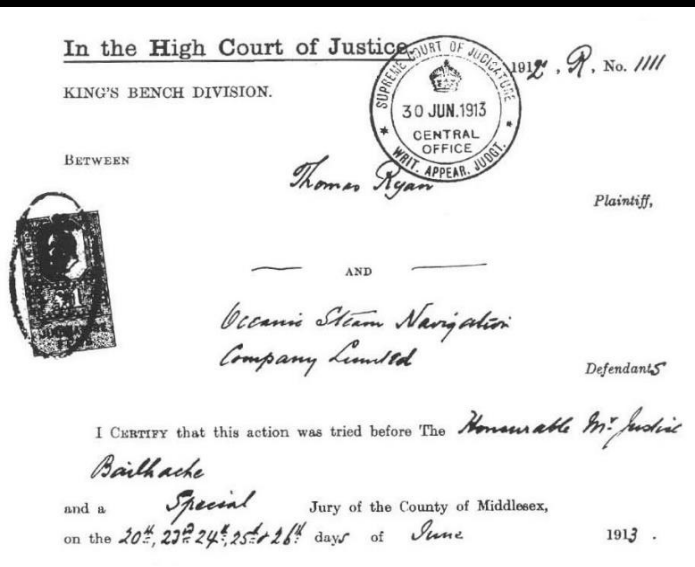 In the High Court of Justice.
1912, R, No. 1111
SUPREME COURT OF JUDICATURE
30 JUN.1913
CENTRAL
OFFICE
WRIT. APPEAR. JUDGT.
KING'S BENCH DIVISION.
BETWEEN
Thomas Ryan
Plaintiff,
AND
Oceanic Steam Navigation
Company Limited
Defendants
I CERTIFY that this action was tried before The Honourable Mr. Justice
Bailhache
and a Special Jury of the County of Middlesex,
on the 20th, 23rd 24th, 25th & 26th days of June 1913 .